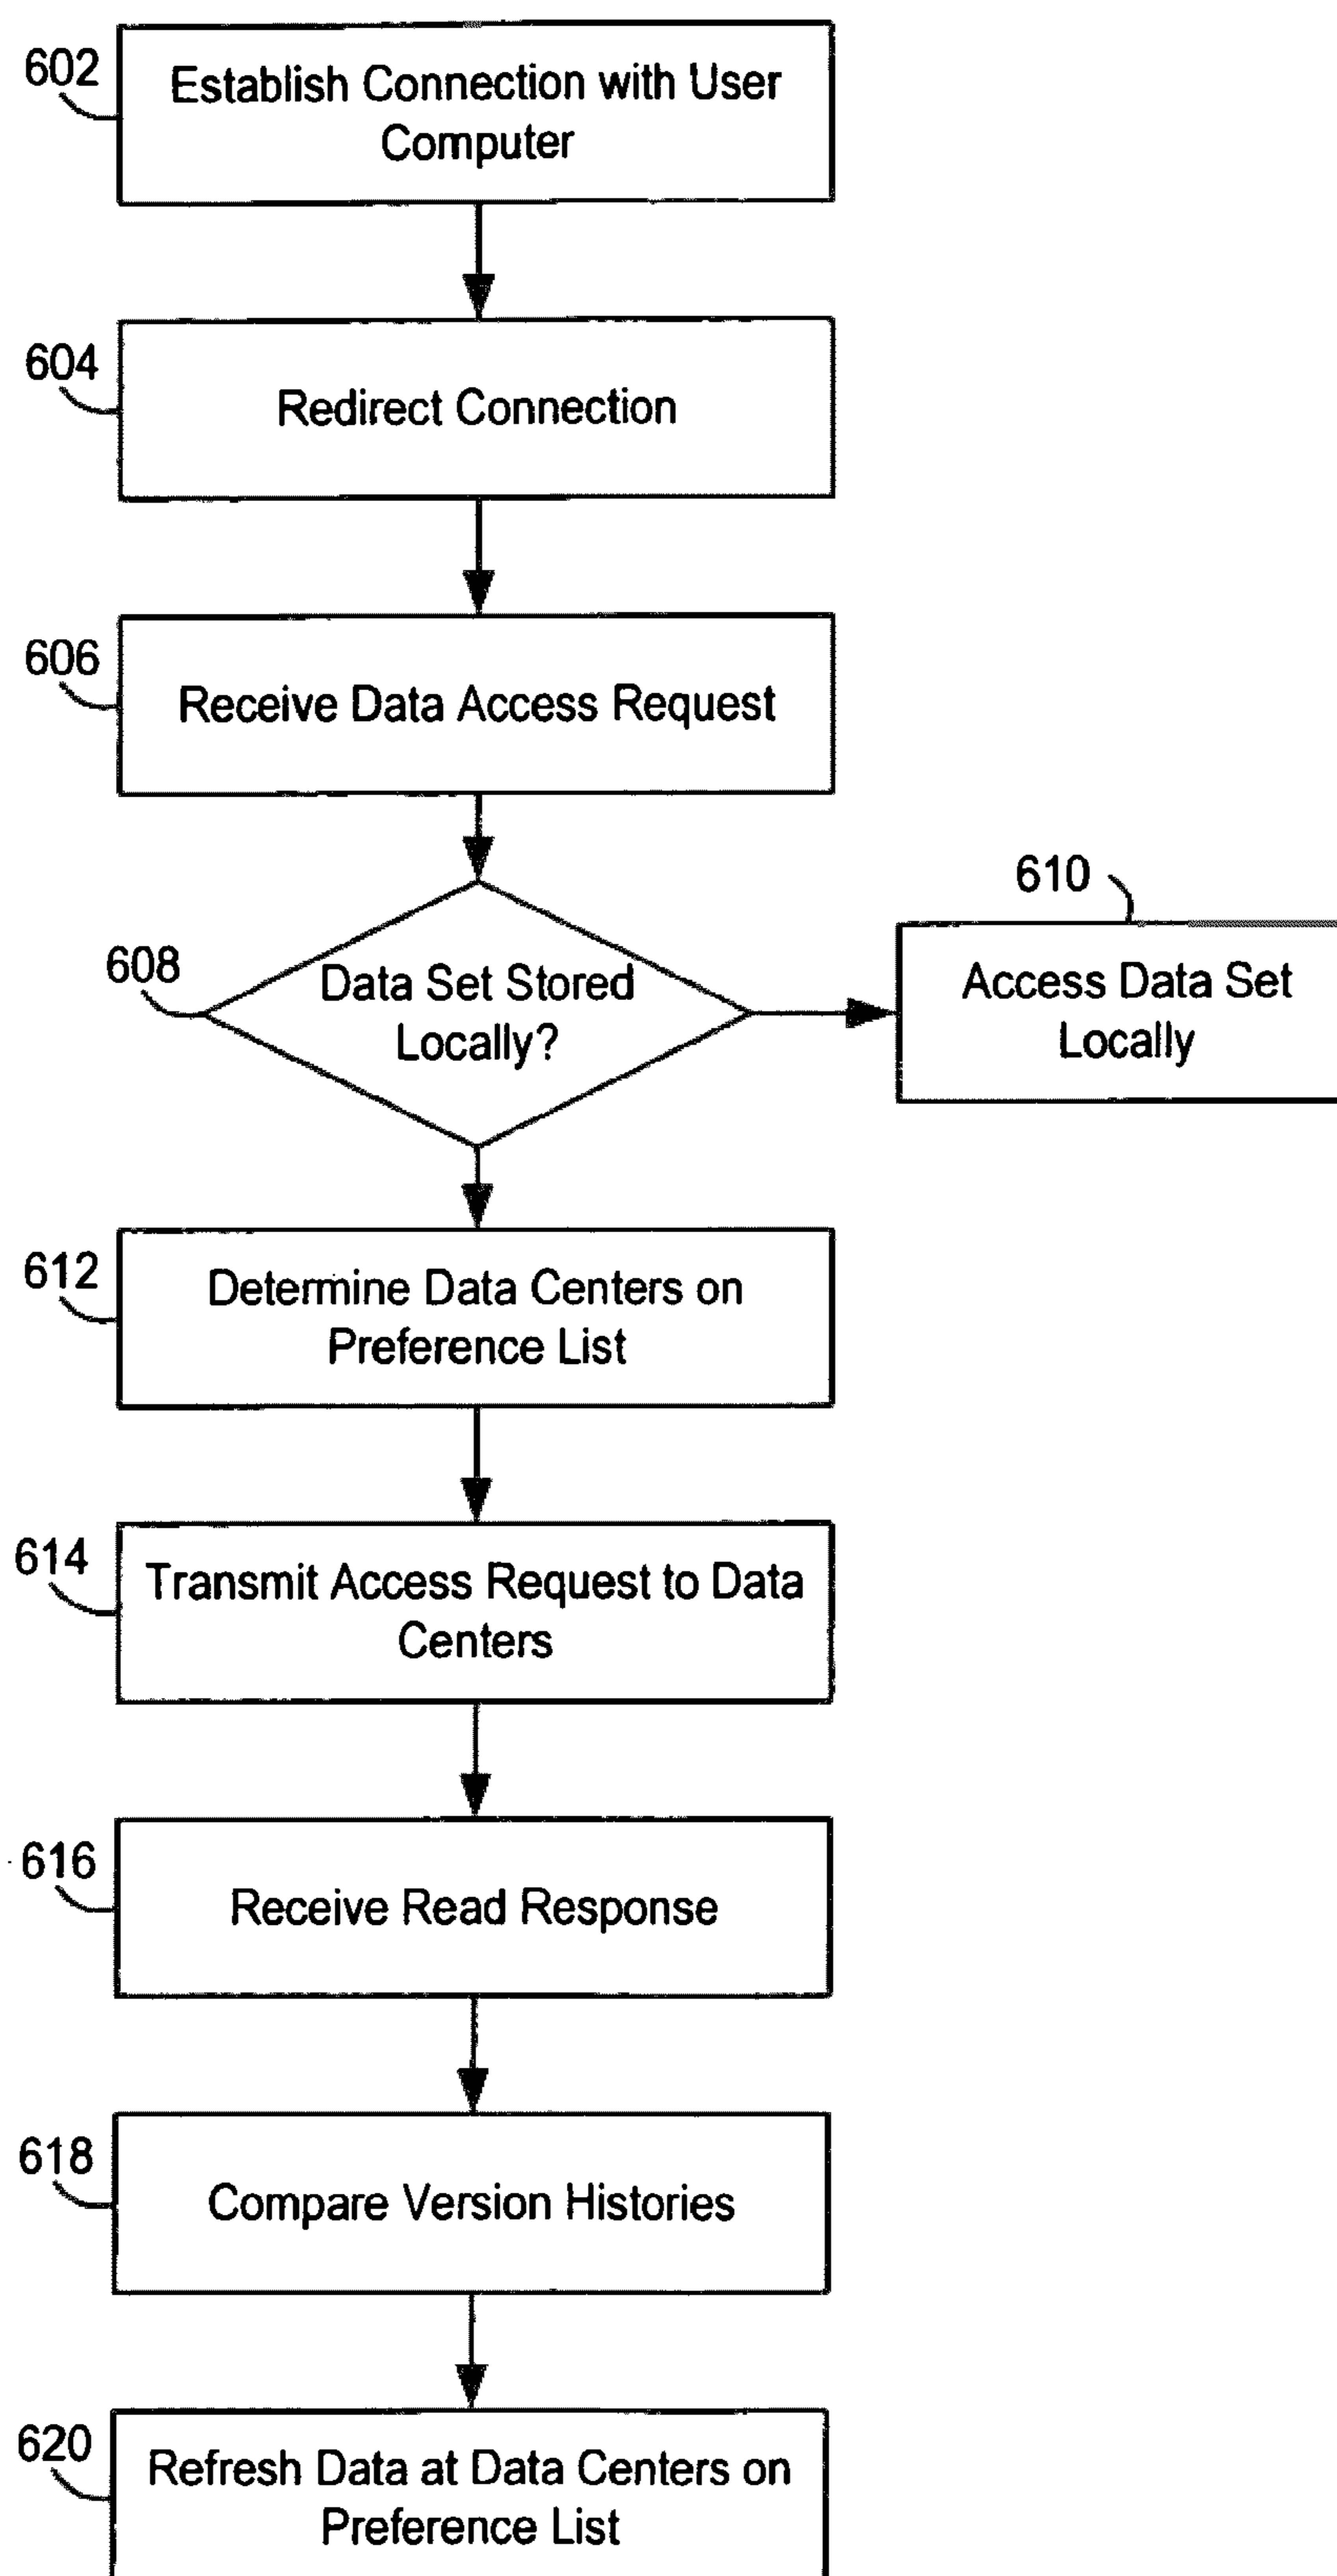 602
Establish Connection with User
Computer
604
Redirect Connection
606
Receive Data Access Request
608
Data Set Stored
Locally?
610
Access Data Set
Locally
612
Determine Data Centers on
Preference List
614
Transmit Access Request to Data
Centers
616
Receive Read Response
618
Compare Version Histories
620
Refresh Data at Data Centers on
Preference List